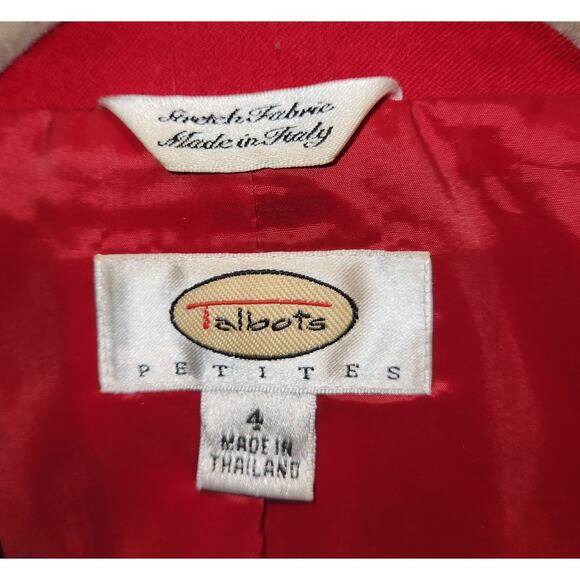 Stretch Fabric
Made in Italy
Talbots
PETITES
4
MADE IN
THAILAND